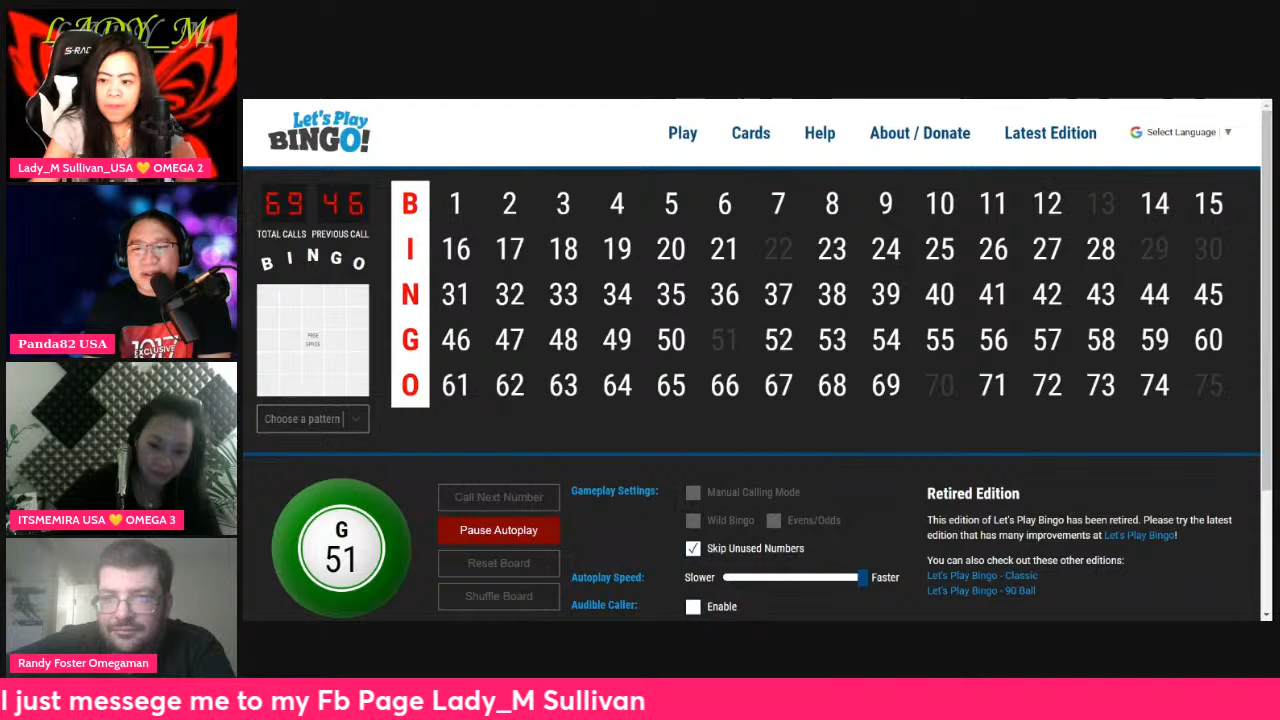 LADY_M
S-RAC
Lady_M Sullivan_USA 💛 OMEGA 2
Panda82 USA
1017
EXCLUSIVE
ITSMEMIRA USA 💛 OMEGA 3
Randy Foster Omegaman
Let's Play
BINGO!
Play Cards Help About / Donate Latest Edition Select Language ▼
69 46
TOTAL CALLS PREVIOUS CALL
B I N G O
FREE
SPACE
Choose a pattern
B 1 2 3 4 5 6 7 8 9 10 11 12 13 14 15
I 16 17 18 19 20 21 22 23 24 25 26 27 28 29 30
N 31 32 33 34 35 36 37 38 39 40 41 42 43 44 45
G 46 47 48 49 50 51 52 53 54 55 56 57 58 59 60
O 61 62 63 64 65 66 67 68 69 70 71 72 73 74 75
G
51
Call Next Number
Pause Autoplay
Reset Board
Shuffle Board
Gameplay Settings: Manual Calling Mode
Wild Bingo Evens/Odds
Skip Unused Numbers
Autoplay Speed: Slower Faster
Audible Caller: Enable
Retired Edition
This edition of Let's Play Bingo has been retired. Please try the latest
edition that has many improvements at Let's Play Bingo!
You can also check out these other editions:
Let's Play Bingo - Classic
Let's Play Bingo - 90 Ball
I just messege me to my Fb Page Lady_M Sullivan